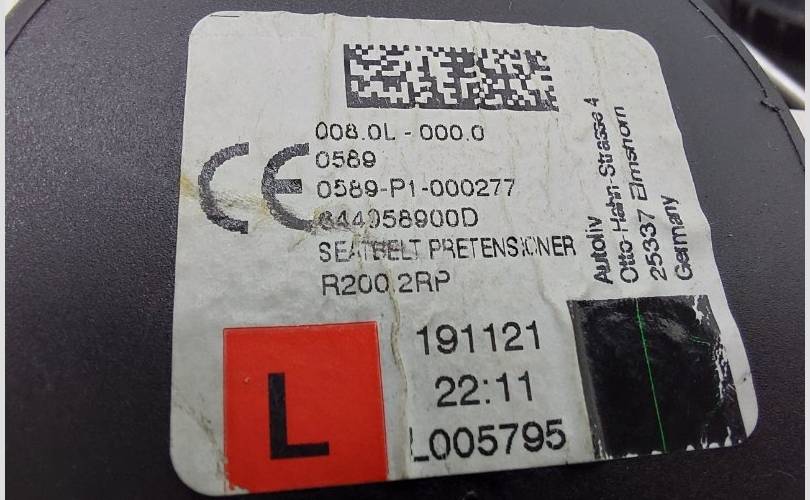 008.0L - 000.0
CE
0589
0589-P1-000277
644058900D
SEATBELT PRETENSIONER
R200.2RP
Autoliv
Otto-Hahn-Strasse 4
25337 Elmshorn
Germany
L
191121
22:11
L005795